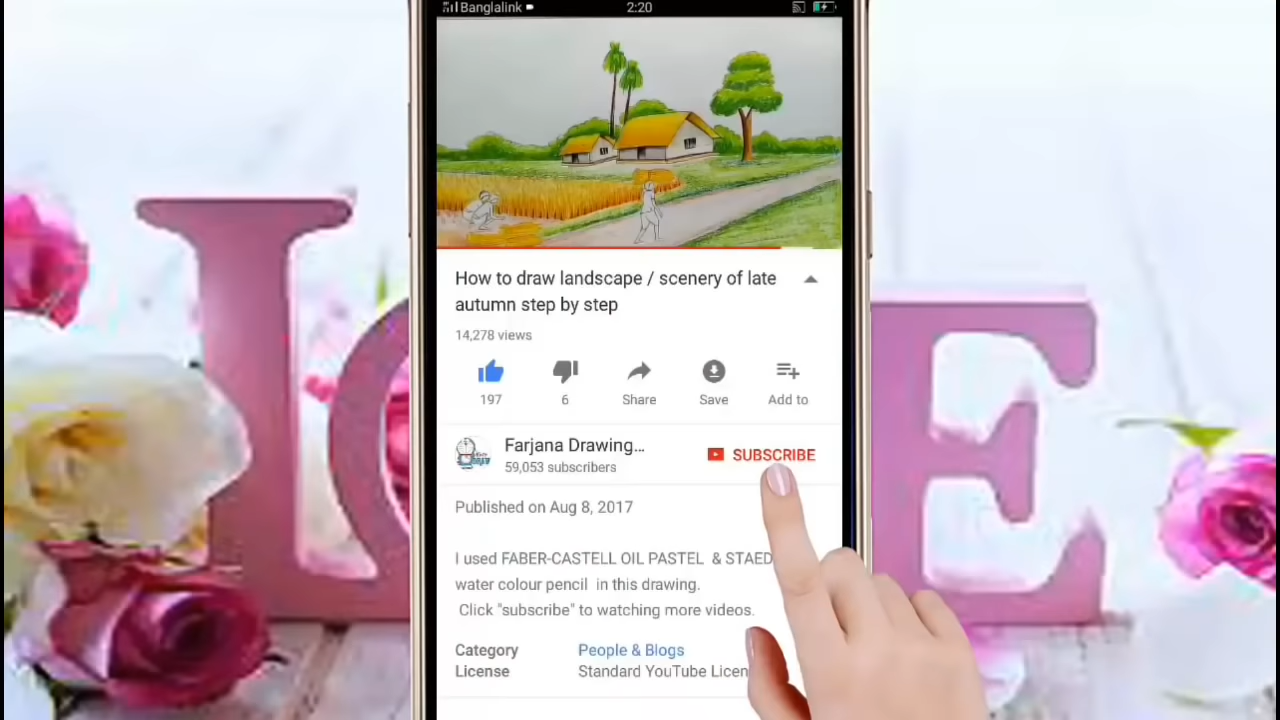 Banglalink
2:20
How to draw landscape / scenery of late
autumn step by step
14,278 views
197
6
Share
Save
Add to
Farjana Drawing...
SUBSCRIBE
59,053 subscribers
Published on Aug 8, 2017
I used FABER-CASTELL OIL PASTEL & STAED
water colour pencil in this drawing.
Click "subscribe" to watching more videos.
Category
People & Blogs
License
Standard YouTube Licen